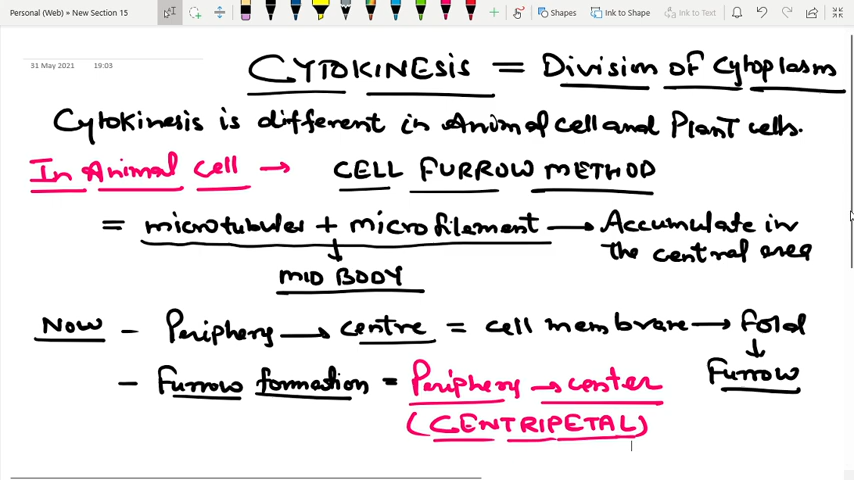 Personal (Web) » New Section 15
Shapes
Ink to Shape
Ink to Text
31 May 2021 19:03
CYTOKINESIS = Division of Cytoplasm
Cytokinesis is different in Animal cell and Plant cells.
In Animal Cell → CELL FURROW METHOD
= microtubules + microfilament → Accumulate in
the central area
↓
MID BODY
Now - Periphery → centre = cell membrane → fold
↓
Furrow
- Furrow formation = Periphery → center
(CENTRIPETAL)